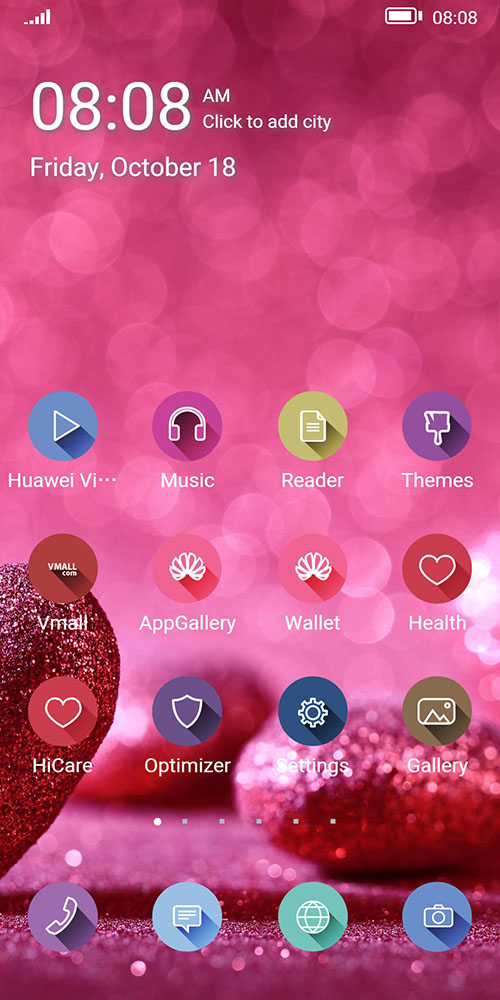 08:08
08:08 AM
Click to add city
Friday, October 18
Huawei Vi···
Music
Reader
Themes
VMALL
com
Vmall
AppGallery
Wallet
Health
HiCare
Optimizer
Settings
Gallery